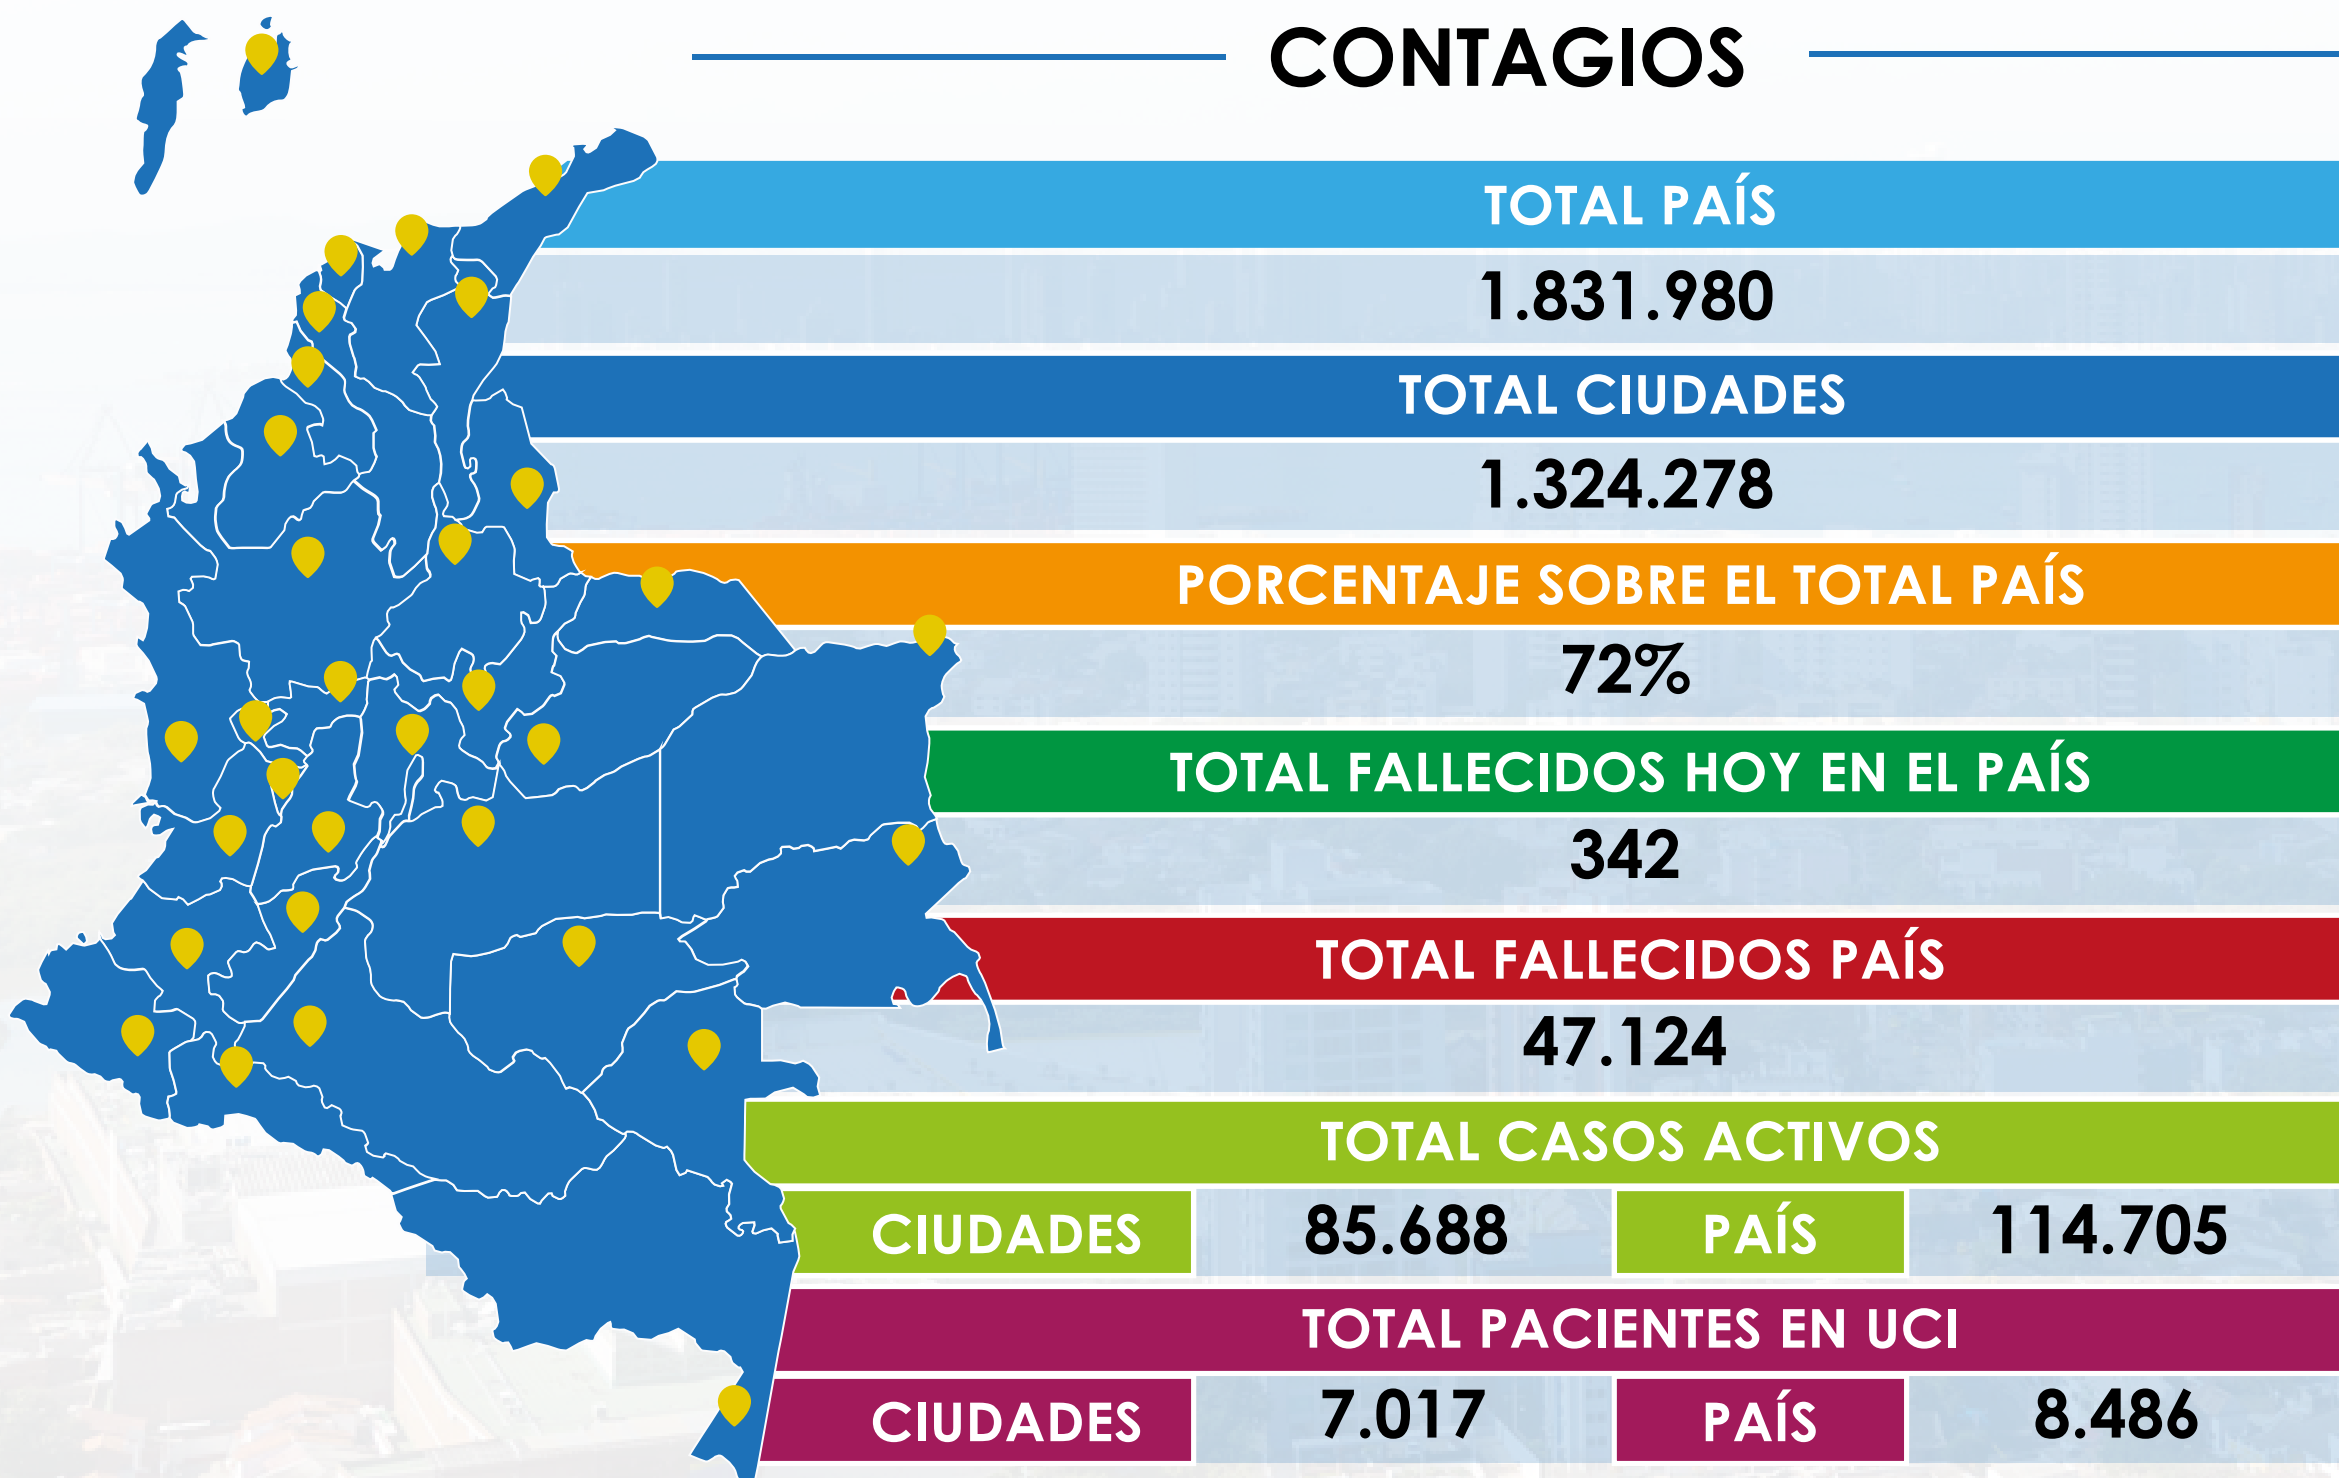 CONTAGIOS
TOTAL PAÍS
1.831.980
TOTAL CIUDADES
1.324.278
PORCENTAJE SOBRE EL TOTAL PAÍS
72%
TOTAL FALLECIDOS HOY EN EL PAÍS
342
TOTAL FALLECIDOS PAÍS
47.124
TOTAL CASOS ACTIVOS
CIUDADES 85.688 PAÍS 114.705
TOTAL PACIENTES EN UCI
CIUDADES 7.017 PAÍS 8.486